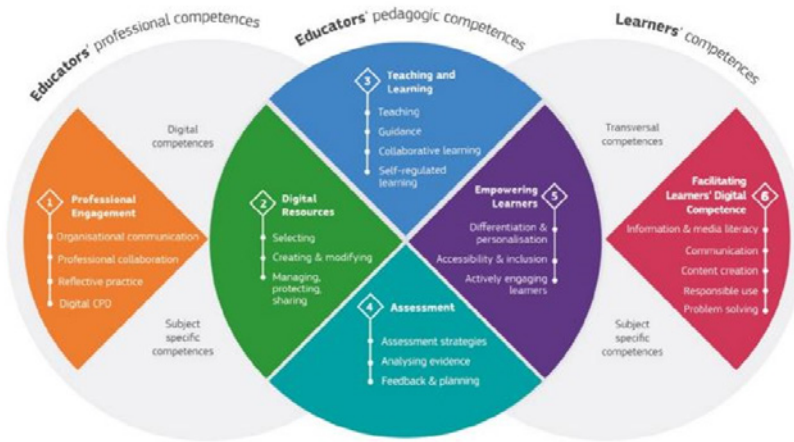 Educators' professional competences
Educators' pedagogic competences
Learners' competences
Digital
competences
Subject
specific
competences
1
Professional
Engagement
Organisational communication
Professional collaboration
Reflective practice
Digital CPD
2
Digital
Resources
Selecting
Creating & modifying
Managing,
protecting,
sharing
3
Teaching and
Learning
Teaching
Guidance
Collaborative learning
Self-regulated
learning
4
Assessment
Assessment strategies
Analysing evidence
Feedback & planning
5
Empowering
Learners
Differentiation &
personalisation
Accessibility & inclusion
Actively engaging
learners
Transversal
competences
Subject
specific
competences
6
Facilitating
Learners' Digital
Competence
Information & media literacy
Communication
Content creation
Responsible use
Problem solving